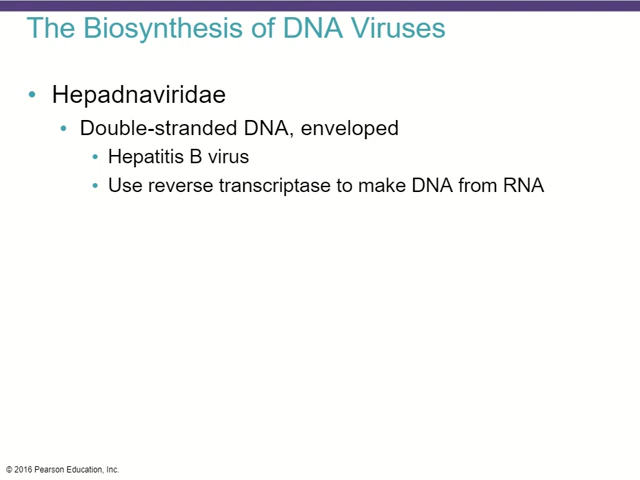 The Biosynthesis of DNA Viruses
• Hepadnaviridae
• Double-stranded DNA, enveloped
• Hepatitis B virus
• Use reverse transcriptase to make DNA from RNA
© 2016 Pearson Education, Inc.